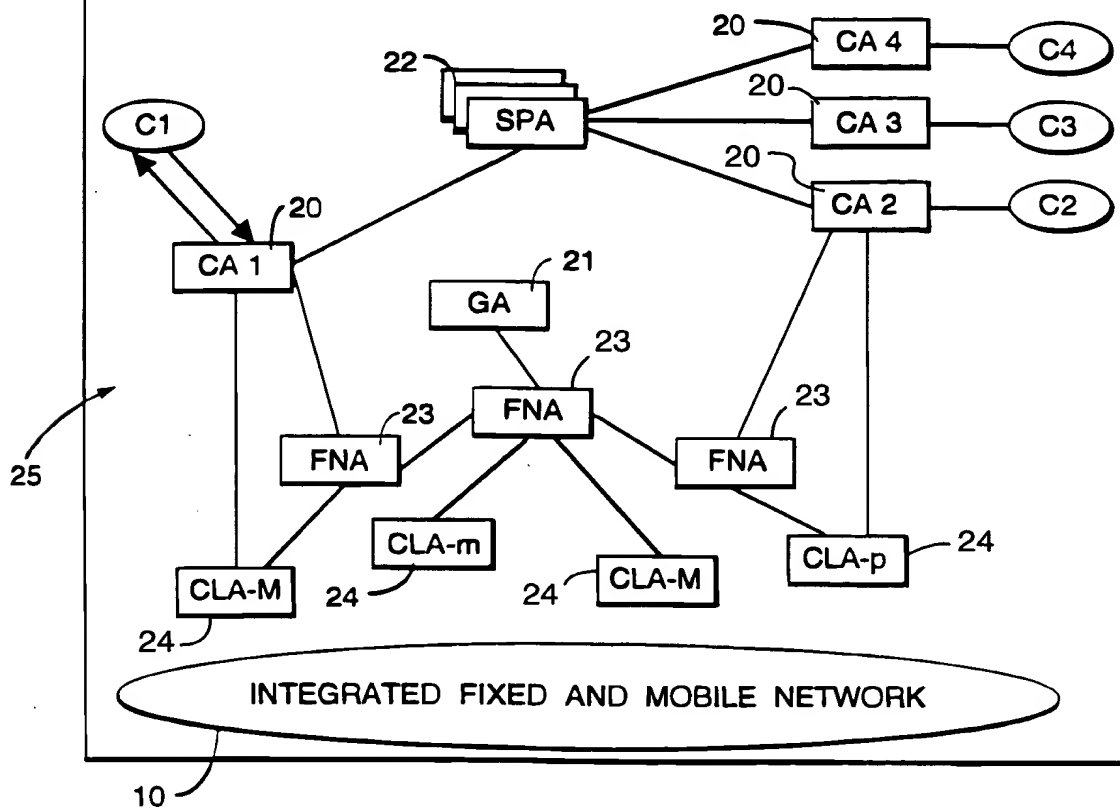 20
CA 4
C4
22
20
SPA
CA 3
C3
C1
20
CA 2
C2
20
CA 1
21
GA
23
FNA
23
FNA
23
FNA
25
CLA-m
24
CLA-p
24
CLA-M
24
CLA-M
24
INTEGRATED FIXED AND MOBILE NETWORK
10